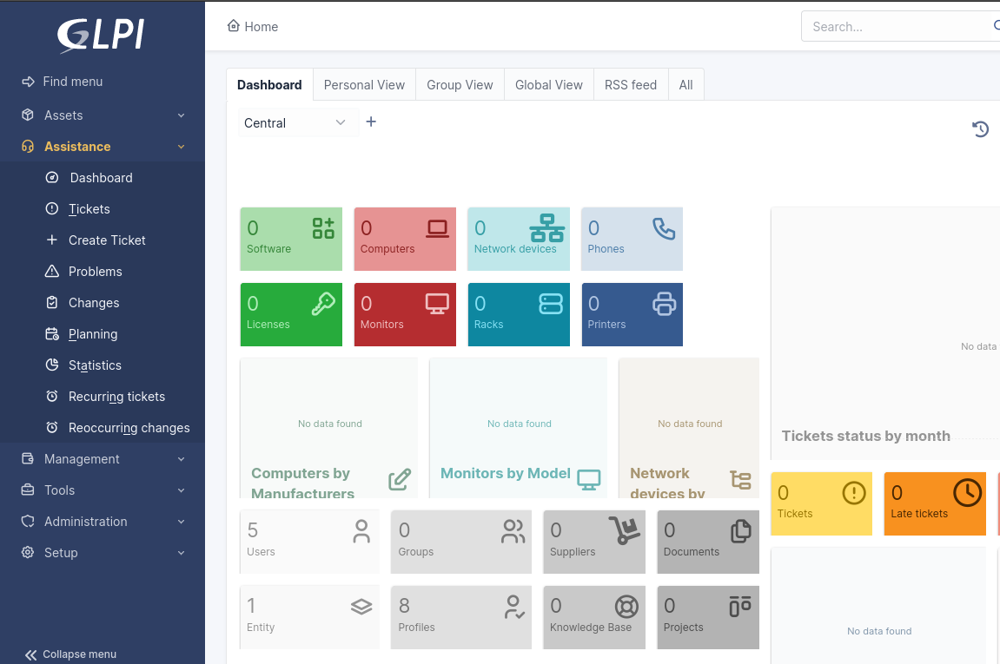 GLPI
Find menu
Assets
Assistance
Dashboard
Tickets
Create Ticket
Problems
Changes
Planning
Statistics
Recurring tickets
Reoccurring changes
Management
Tools
Administration
Setup
Collapse menu
Home
Search...
Dashboard
Personal View
Group View
Global View
RSS feed
All
Central
0
Software
0
Computers
0
Network devices
0
Phones
0
Licenses
0
Monitors
0
Racks
0
Printers
No data found
Computers by
Manufacturers
No data found
Monitors by Model
No data found
Network
devices by
5
Users
0
Groups
0
Suppliers
0
Documents
1
Entity
8
Profiles
0
Knowledge Base
0
Projects
No data
Tickets status by month
0
Tickets
0
Late tickets
No data found